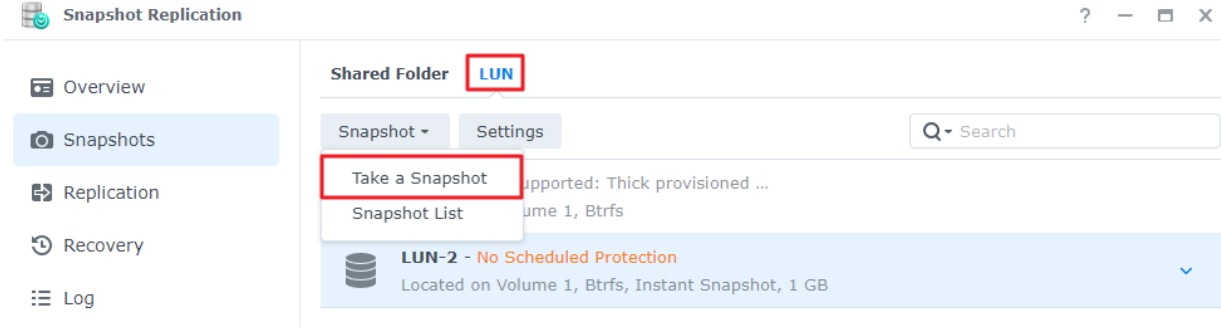 Snapshot Replication
Overview
Snapshots
Replication
Recovery
Log
Shared Folder LUN
Snapshot Settings
Search
Take a Snapshot
Snapshot List
upported: Thick provisioned ...
ume 1, Btrfs
LUN-2 - No Scheduled Protection
Located on Volume 1, Btrfs, Instant Snapshot, 1 GB